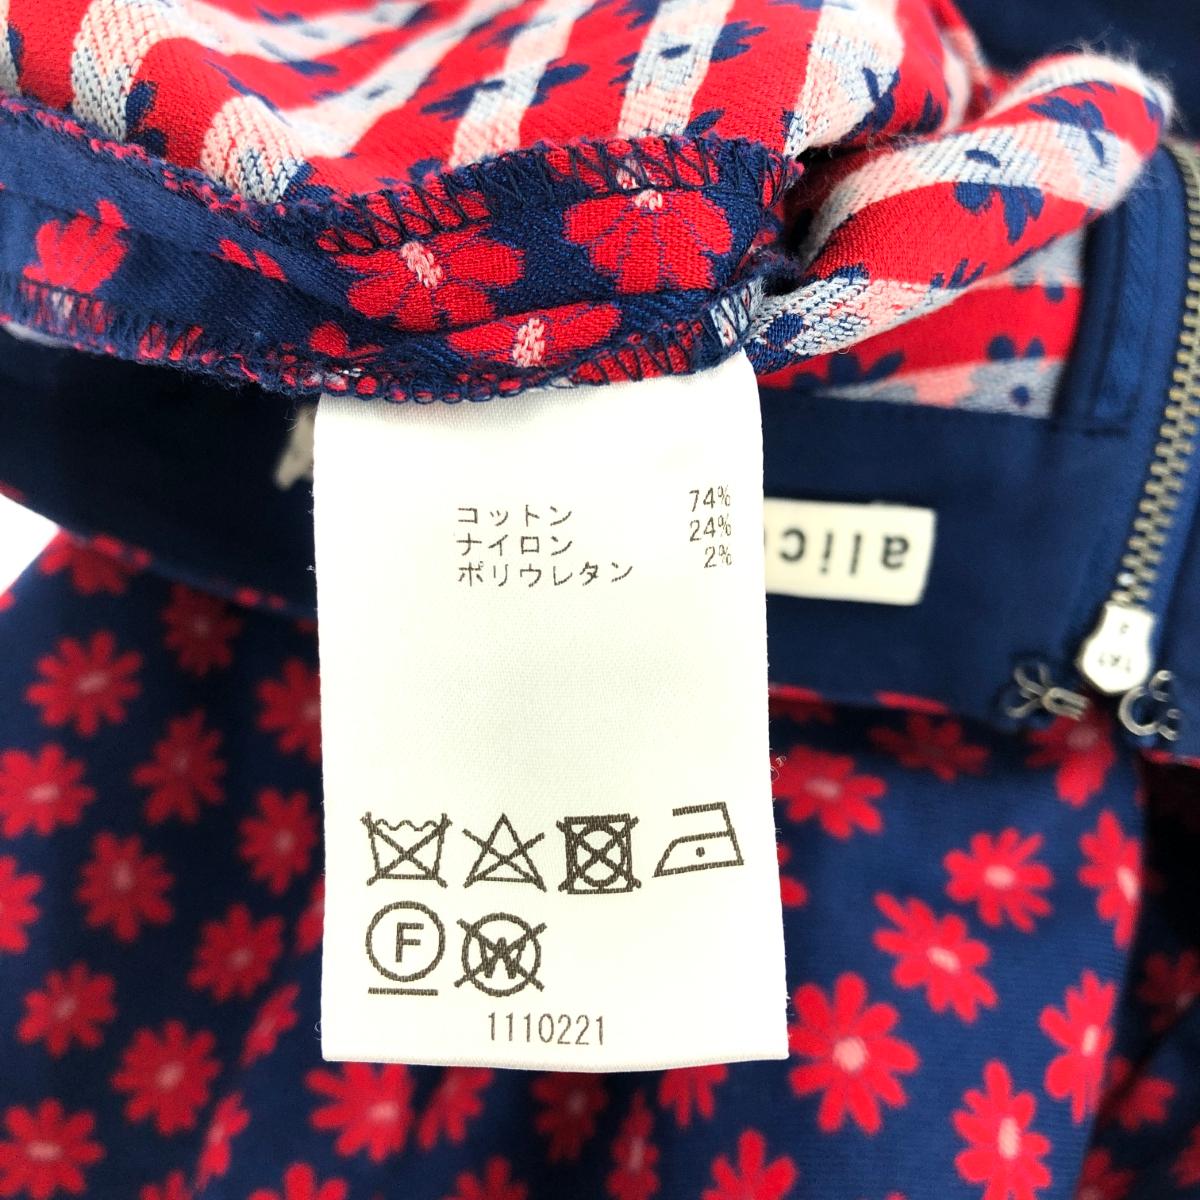 コットン 74%
ナイロン 24%
ポリウレタン 2%
F W
1110221
alic